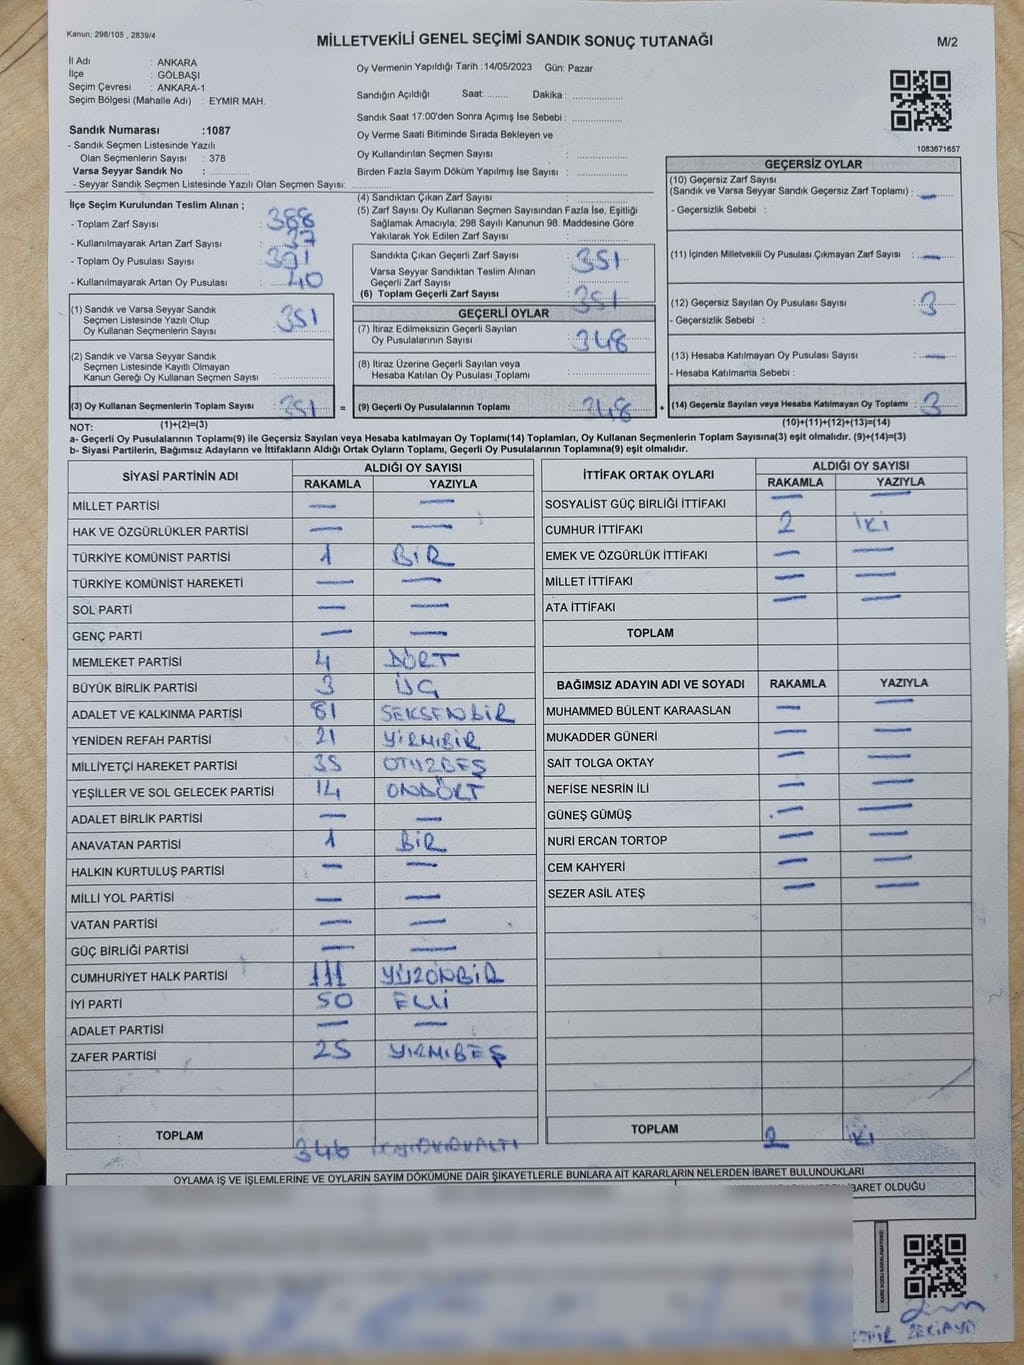 Kanun; 298/105 , 2839/4
MİLLETVEKİLİ GENEL SEÇİMİ SANDIK SONUÇ TUTANAĞI
M/2
İl Adı : ANKARA
İlçe : GÖLBAŞI
Seçim Çevresi : ANKARA-1
Seçim Bölgesi (Mahalle Adı) : EYMİR MAH.
Sandık Numarası :1087
- Sandık Seçmen Listesinde Yazılı
Olan Seçmenlerin Sayısı : 378
Varsa Seyyar Sandık No :
- Seyyar Sandık Seçmen Listesinde Yazılı Olan Seçmen Sayısı:
Oy Vermenin Yapıldığı Tarih :14/05/2023 Gün: Pazar
Sandığın Açıldığı Saat: ........ Dakika : ....................
Sandık Saat 17:00'den Sonra Açımış İse Sebebi : ....................
Oy Verme Saati Bitiminde Sırada Bekleyen ve
Oy Kullandırılan Seçmen Sayısı : ....................
Birden Fazla Sayım Döküm Yapılmış İse Sayısı : ....................
1083671657
İlçe Seçim Kurulundan Teslim Alınan ;
- Toplam Zarf Sayısı : 388
- Kullanılmayarak Artan Zarf Sayısı : 37
- Toplam Oy Pusulası Sayısı : 391
- Kullanılmayarak Artan Oy Pusulası : 40
(1) Sandık ve Varsa Seyyar Sandık
Seçmen Listesinde Yazılı Olup
Oy Kullanan Seçmenlerin Sayısı : 351
(2) Sandık ve Varsa Seyyar Sandık
Seçmen Listesinde Kayıtlı Olmayan
Kanun Gereği Oy Kullanan Seçmen Sayısı :
(3) Oy Kullanan Seçmenlerin Toplam Sayısı : 351 =
(4) Sandıktan Çıkan Zarf Sayısı :
(5) Zarf Sayısı Oy Kullanan Seçmen Sayısından Fazla İse, Eşitliği
Sağlamak Amacıyla; 298 Sayılı Kanunun 98. Maddesine Göre
Yakılarak Yok Edilen Zarf Sayısı :
Sandıkta Çıkan Geçerli Zarf Sayısı : 351
Varsa Seyyar Sandıktan Teslim Alınan
Geçerli Zarf Sayısı :
(6) Toplam Geçerli Zarf Sayısı : 351
GEÇERLİ OYLAR
(7) İtiraz Edilmeksizin Geçerli Sayılan
Oy Pusulalarının Sayısı : 348
(8) İtiraz Üzerine Geçerli Sayılan veya
Hesaba Katılan Oy Pusulası Toplamı :
(9) Geçerli Oy Pusulalarının Toplamı : 348 +
GEÇERSİZ OYLAR
(10) Geçersiz Zarf Sayısı
(Sandık ve Varsa Seyyar Sandık Geçersiz Zarf Toplamı) : —
- Geçersizlik Sebebi :
(11) İçinden Milletvekili Oy Pusulası Çıkmayan Zarf Sayısı : —
(12) Geçersiz Sayılan Oy Pusulası Sayısı : 3
- Geçersizlik Sebebi :
(13) Hesaba Katılmayan Oy Pusulası Sayısı : —
- Hesaba Katılmama Sebebi :
(14) Geçersiz Sayılan veya Hesaba Katılmayan Oy Toplamı : 3
NOT: (1)+(2)=(3) (10)+(11)+(12)+(13)=(14)
a- Geçerli Oy Pusulalarının Toplamı(9) ile Geçersiz Sayılan veya Hesaba katılmayan Oy Toplamı(14) Toplamları, Oy Kullanan Seçmenlerin Toplam Sayısına(3) eşit olmalıdır. (9)+(14)=(3)
b- Siyasi Partilerin, Bağımsız Adayların ve İttifakların Aldığı Ortak Oyların Toplamı, Geçerli Oy Pusulalarının Toplamına(9) eşit olmalıdır.
SİYASİ PARTİNİN ADI ALDIĞI OY SAYISI
RAKAMLA YAZIYLA
MİLLET PARTİSİ — —
HAK VE ÖZGÜRLÜKLER PARTİSİ — —
TÜRKİYE KOMÜNİST PARTİSİ 1 BİR
TÜRKİYE KOMÜNİST HAREKETİ — —
SOL PARTİ — —
GENÇ PARTİ — —
MEMLEKET PARTİSİ 4 DÖRT
BÜYÜK BİRLİK PARTİSİ 3 ÜÇ
ADALET VE KALKINMA PARTİSİ 81 SEKSENBİR
YENİDEN REFAH PARTİSİ 21 YİRMİBİR
MİLLİYETÇİ HAREKET PARTİSİ 35 OTUZBEŞ
YEŞİLLER VE SOL GELECEK PARTİSİ 14 ONDÖRT
ADALET BİRLİK PARTİSİ — —
ANAVATAN PARTİSİ 1 BİR
HALKIN KURTULUŞ PARTİSİ — —
MİLLİ YOL PARTİSİ — —
VATAN PARTİSİ — —
GÜÇ BİRLİĞİ PARTİSİ — —
CUMHURİYET HALK PARTİSİ 111 YÜZONBİR
İYİ PARTİ 50 ELLİ
ADALET PARTİSİ — —
ZAFER PARTİSİ 25 YİRMİBEŞ
TOPLAM 346
İTTİFAK ORTAK OYLARI ALDIĞI OY SAYISI
RAKAMLA YAZIYLA
SOSYALİST GÜÇ BİRLİĞİ İTTİFAKI — —
CUMHUR İTTİFAKI 2 İKİ
EMEK VE ÖZGÜRLÜK İTTİFAKI — —
MİLLET İTTİFAKI — —
ATA İTTİFAKI — —
TOPLAM
BAĞIMSIZ ADAYIN ADI VE SOYADI RAKAMLA YAZIYLA
MUHAMMED BÜLENT KARAASLAN — —
MUKADDER GÜNERİ — —
SAİT TOLGA OKTAY — —
NEFİSE NESRİN İLİ — —
GÜNEŞ GÜMÜŞ — —
NURİ ERCAN TORTOP — —
CEM KAHYERİ — —
SEZER ASİL ATEŞ — —
TOPLAM 2 İKİ
OYLAMA İŞ VE İŞLEMLERİNE VE OYLARIN SAYIM DÖKÜMÜNE DAİR ŞİKAYETLERLE BUNLARA AİT KARARLARIN NELERDEN İBARET BULUNDUKLARI
İBARET OLDUĞU